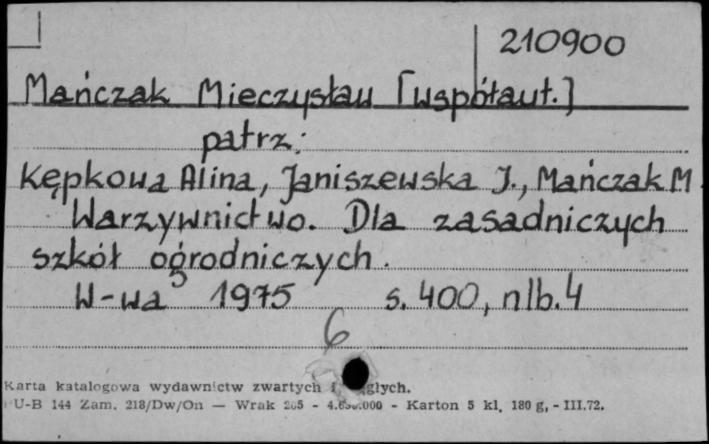 210900
Mańczak Mieczysław [współaut.]
patrz:
Kępkowa Alina, Janiszewska J., Mańczak M.
Warzywnictwo. Dla zasadniczych
szkół ogrodniczych.
W-wa 1975 s. 400, nlb. 4
6
Karta katalogowa wydawnictw zwartych i
PU-B 144 Zam. 218/Dw/On — Wrak - Karton 5 kl. 180 g, - III.72.